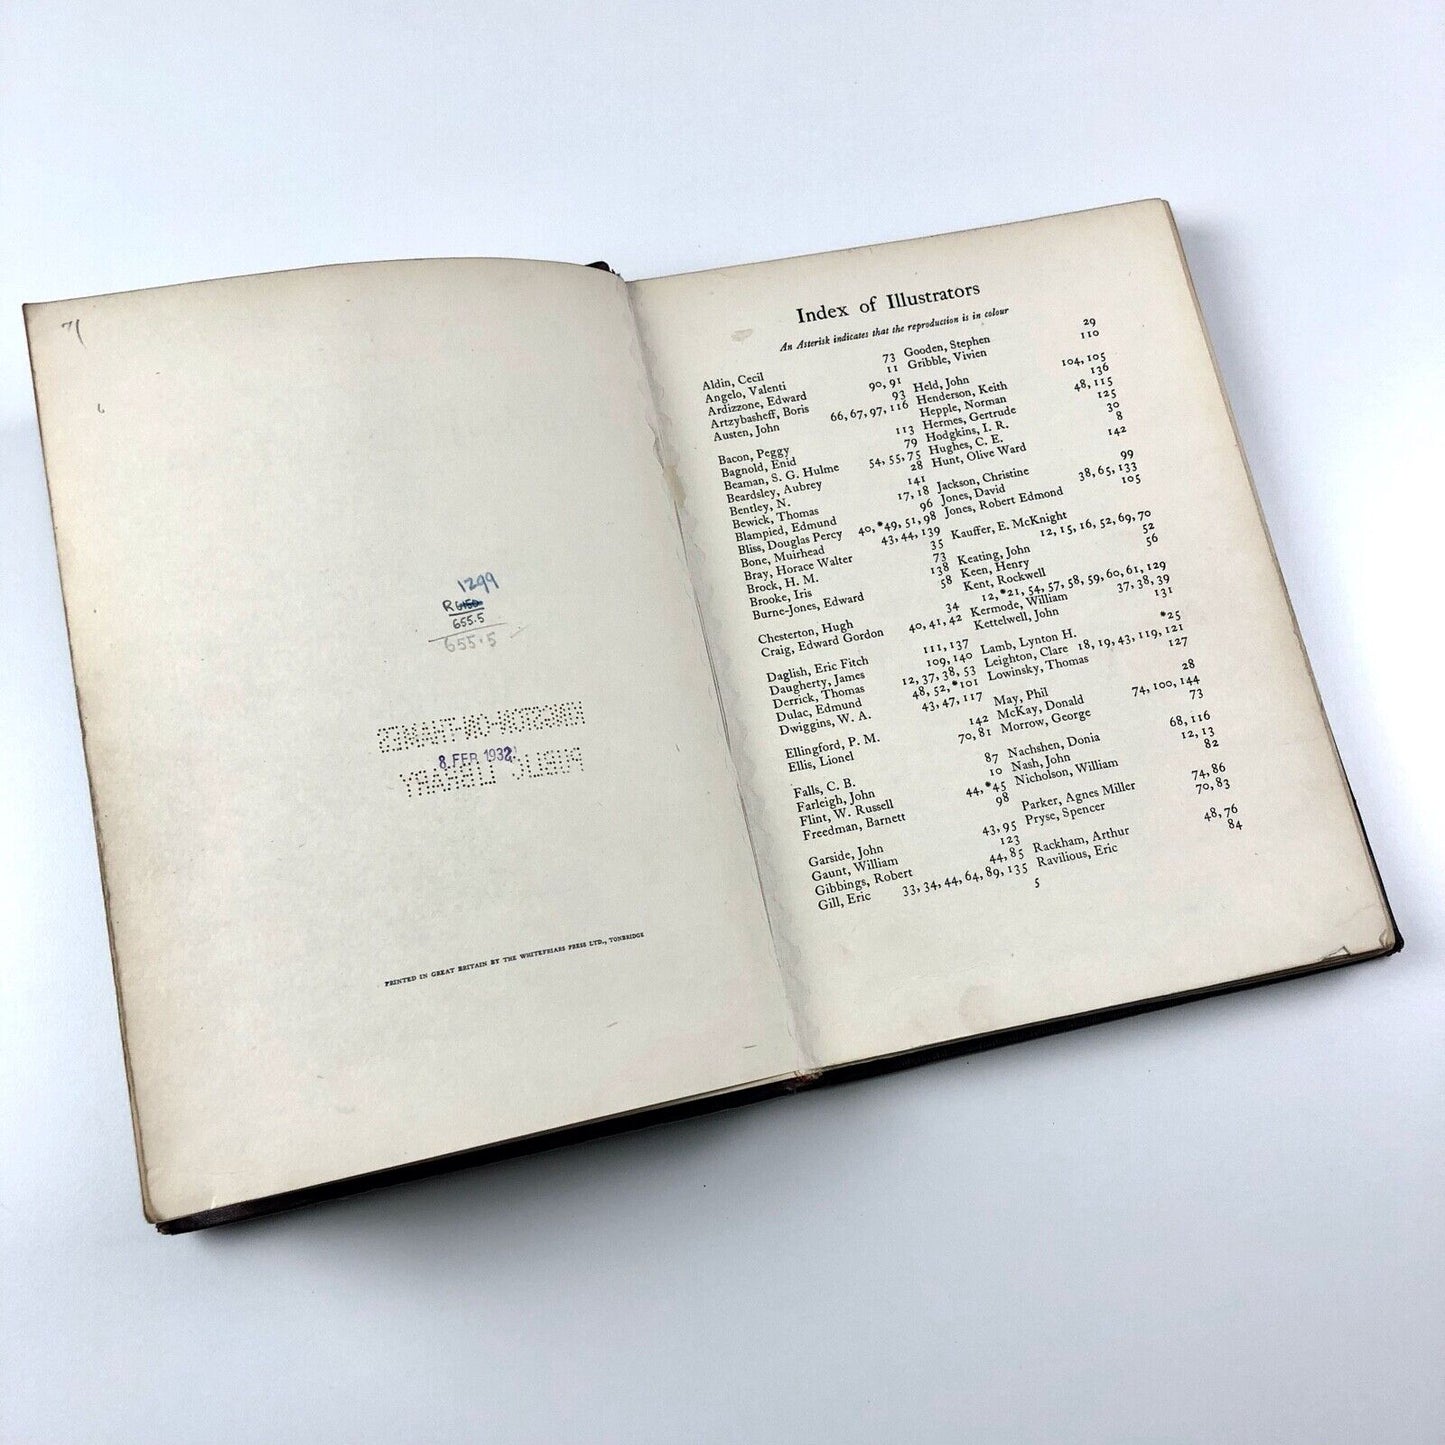 71
6
1299
R 6150
655.5
655.5
KINGSTON-ON-THAMES
8. FEB 1932
PUBLIC LIBRARY
PRINTED IN GREAT BRITAIN BY THE WHITEFRIARS PRESS LTD., TONBRIDGE
Index of Illustrators
An Asterisk indicates that the reproduction is in colour
Aldin, Cecil 73
Angelo, Valenti 11
Ardizzone, Edward 90, 91
Artzybasheff, Boris 93
Austen, John 66, 67, 97, 116
Bacon, Peggy 113
Bagnold, Enid 79
Beaman, S. G. Hulme 54, 55, 75
Beardsley, Aubrey 28
Bentley, N. 141
Bewick, Thomas 17, 18
Blampied, Edmund 96
Bliss, Douglas Percy 40, *49, 51, 98
Bone, Muirhead 43, 44, 139
Bray, Horace Walter 35
Brock, H. M. 73
Brooke, Iris 138
Burne-Jones, Edward 58
Chesterton, Hugh 34
Craig, Edward Gordon 40, 41, 42
Daglish, Eric Fitch 111, 137
Daugherty, James 109, 140
Derrick, Thomas 12, 37, 38, 53
Dulac, Edmund 48, 52, *101
Dwiggins, W. A. 43, 47, 117
Ellingford, P. M. 142
Ellis, Lionel 70, 81
Falls, C. B. 87
Farleigh, John 10
Flint, W. Russell 44, *45
Freedman, Barnett 98
Garside, John 43, 95
Gaunt, William 123
Gibbings, Robert 44, 85
Gill, Eric 33, 34, 44, 64, 89, 135
Gooden, Stephen 29
Gribble, Vivien 110
Held, John 104, 105
Henderson, Keith 136
Hepple, Norman 48, 115
Hermes, Gertrude 125
Hodgkins, I. R. 30
Hughes, C. E. 8
Hunt, Olive Ward 142
Jackson, Christine 99
Jones, David 38, 65, 133
Jones, Robert Edmond 105
Kauffer, E. McKnight
12, 15, 16, 52, 69, 70
Keating, John 52
Keen, Henry 56
Kent, Rockwell
12, *21, 54, 57, 58, 59, 60, 61, 129
Kermode, William 37, 38, 39
Kettelwell, John 131
Lamb, Lynton H. *25
Leighton, Clare 18, 19, 43, 119, 121
Lowinsky, Thomas 127
May, Phil 28
McKay, Donald 74, 100, 144
Morrow, George 73
Nachshen, Donia 68, 116
Nash, John 12, 13
Nicholson, William 82
Parker, Agnes Miller 74, 86
Pryse, Spencer 70, 83
Rackham, Arthur 48, 76
Ravilious, Eric 84
5